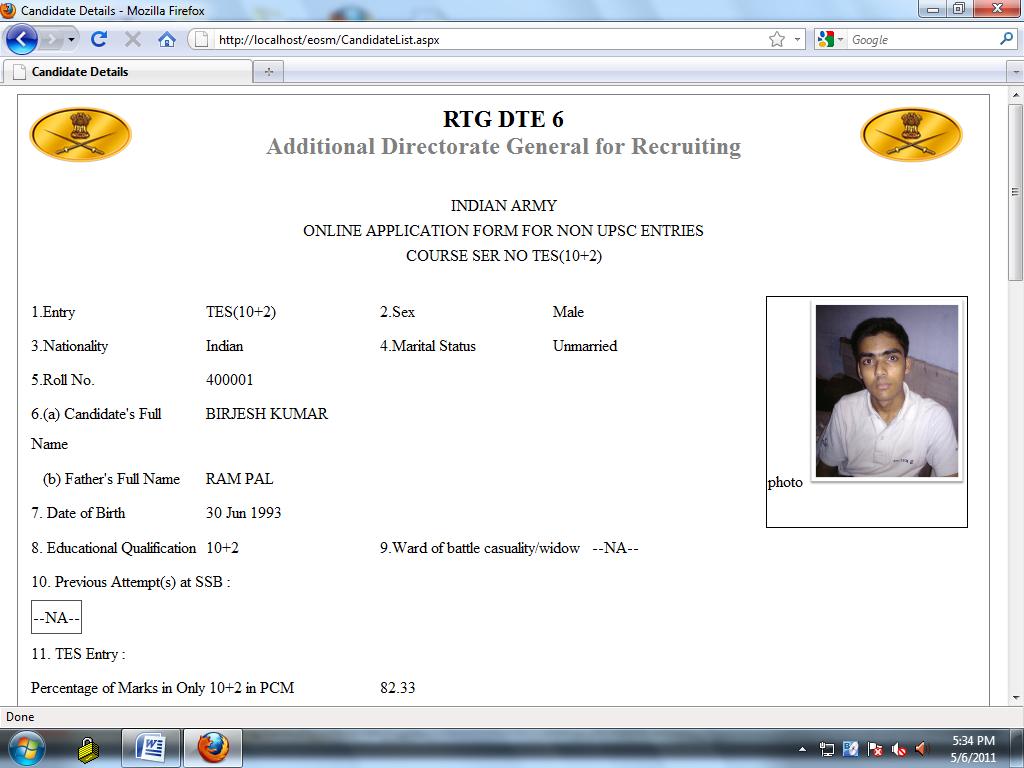 Candidate Details - Mozilla Firefox
http://localhost/eosm/CandidateList.aspx
Google
Candidate Details
RTG DTE 6
Additional Directorate General for Recruiting
INDIAN ARMY
ONLINE APPLICATION FORM FOR NON UPSC ENTRIES
COURSE SER NO TES(10+2)
1.Entry TES(10+2) 2.Sex Male
3.Nationality Indian 4.Marital Status Unmarried
5.Roll No. 400001
6.(a) Candidate's Full BIRJESH KUMAR
Name
(b) Father's Full Name RAM PAL
photo
7. Date of Birth 30 Jun 1993
8. Educational Qualification 10+2 9.Ward of battle casuality/widow --NA--
10. Previous Attempt(s) at SSB :
--NA--
11. TES Entry :
Percentage of Marks in Only 10+2 in PCM 82.33
Done
5:34 PM
5/6/2011